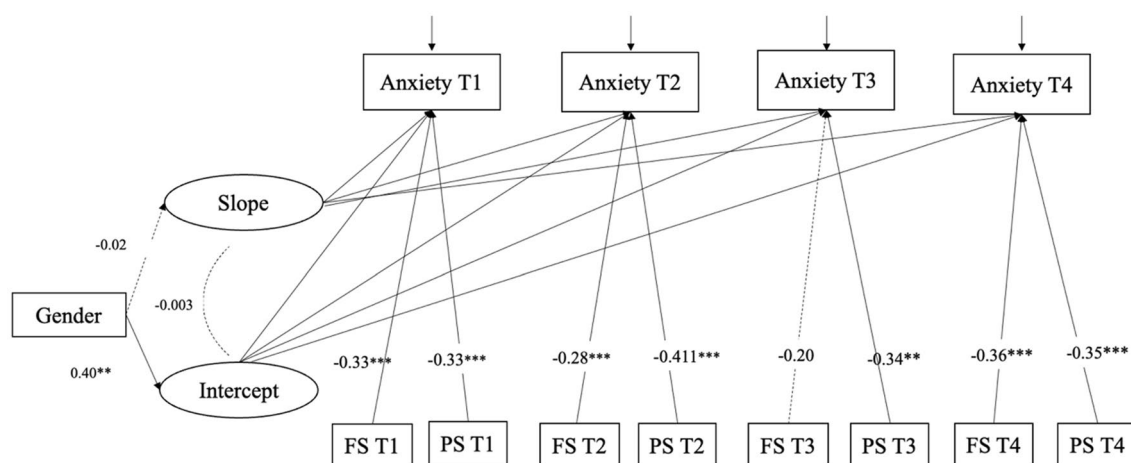 Anxiety T1 Anxiety T2 Anxiety T3 Anxiety T4
Slope
-0.02
-0.003
Gender
0.40**
Intercept
-0.33*** -0.33*** -0.28*** -0.411*** -0.20 -0.34** -0.36*** -0.35***
FS T1 PS T1 FS T2 PS T2 FS T3 PS T3 FS T4 PS T4